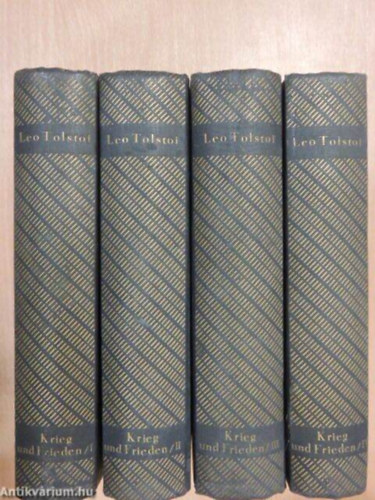 Leo Tolstoi
Krieg
und Frieden / I
Leo Tolstoi
Krieg
und Frieden / II
Leo Tolstoi
Krieg
und Frieden / III
Leo Tolstoi
Krieg
und Frieden / IV
Antikvárium.hu